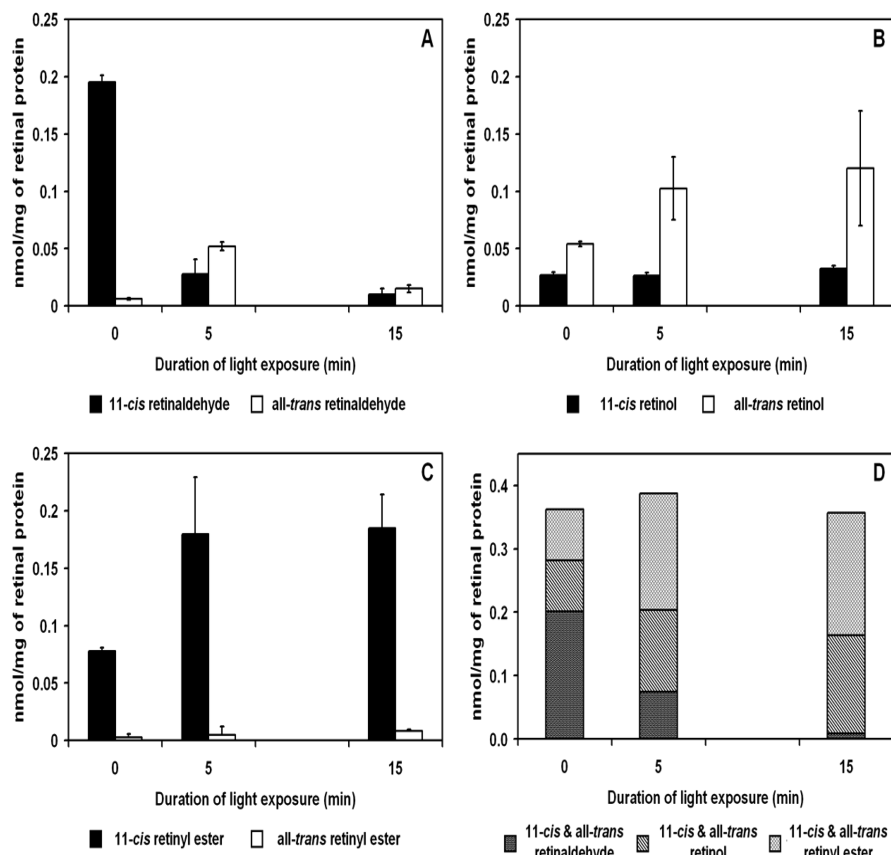 A
0.25
0.2
0.15
0.1
0.05
0
nmol/mg of retinal protein
0 5 15
Duration of light exposure (min)
11-cis retinaldehyde all-trans retinaldehyde
B
0.25
0.2
0.15
0.1
0.05
0
nmol/mg of retinal protein
0 5 15
Duration of light exposure (min)
11-cis retinol all-trans retinol
C
0.25
0.2
0.15
0.1
0.05
0
nmol/mg of retinal protein
0 5 15
Duration of light exposure (min)
11-cis retinyl ester all-trans retinyl ester
D
0.4
0.3
0.2
0.1
0.0
nmol/mg of retinal protein
0 5 15
Duration of light exposure (min)
11-cis & all-trans 11-cis & all-trans 11-cis & all-trans
retinaldehyde retinol retinyl ester